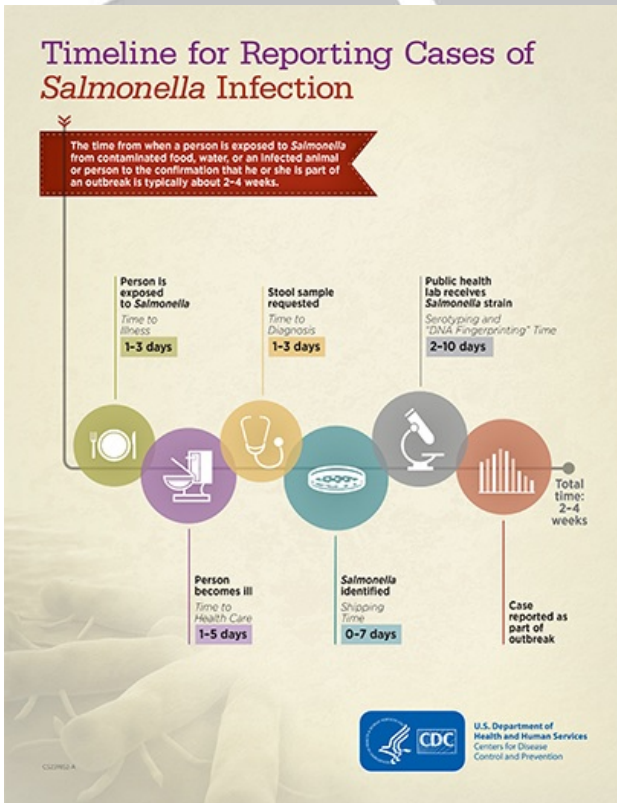 Timeline for Reporting Cases of
Salmonella Infection
The time from when a person is exposed to Salmonella
from contaminated food, water, or an infected animal
or person to the confirmation that he or she is part of
an outbreak is typically about 2–4 weeks.
Person is
exposed
to Salmonella
Time to
Illness
1–3 days
Stool sample
requested
Time to
Diagnosis
1–3 days
Public health
lab receives
Salmonella strain
Serotyping and
"DNA Fingerprinting" Time
2–10 days
Total
time:
2–4
weeks
Person
becomes ill
Time to
Health Care
1–5 days
Salmonella
identified
Shipping
Time
0–7 days
Case
reported as
part of
outbreak
CDC
U.S. Department of
Health and Human Services
Centers for Disease
Control and Prevention